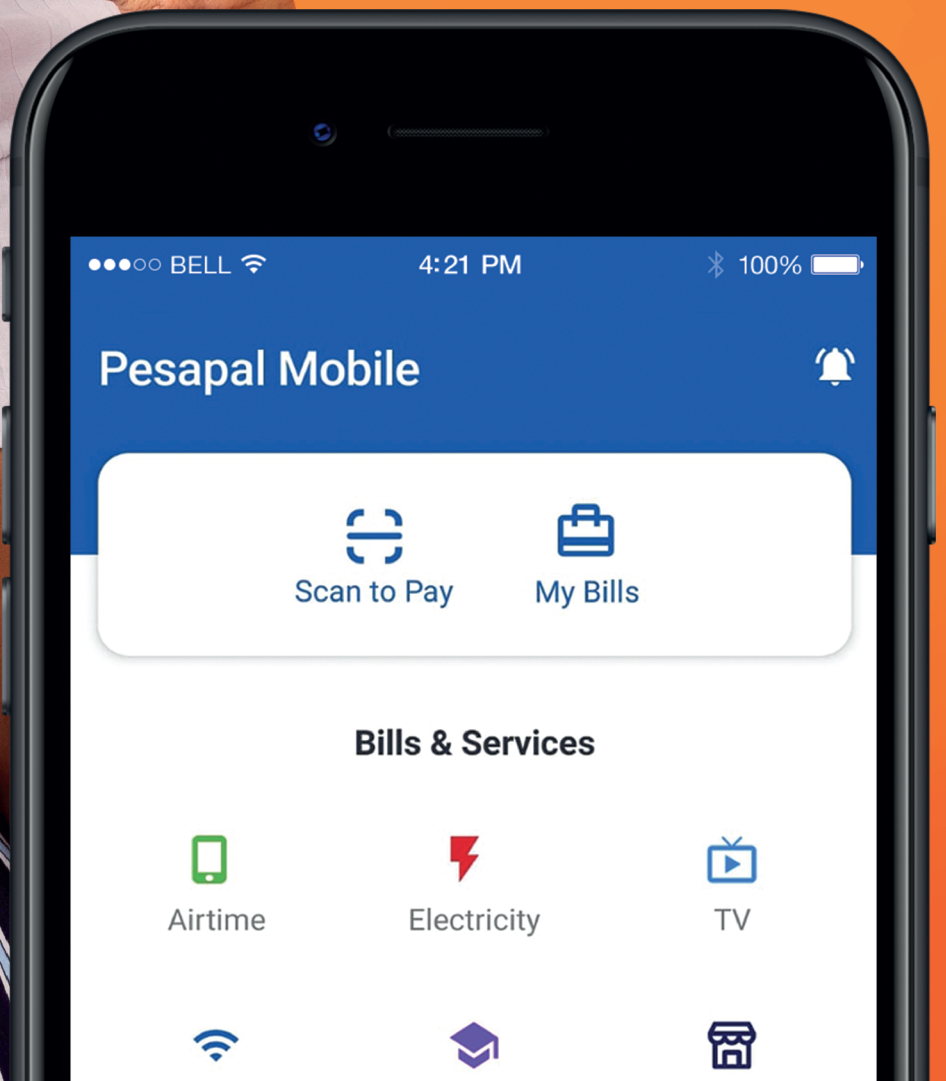 BELL 4:21 PM 100%
Pesapal Mobile
Scan to Pay My Bills
Bills & Services
Airtime Electricity TV